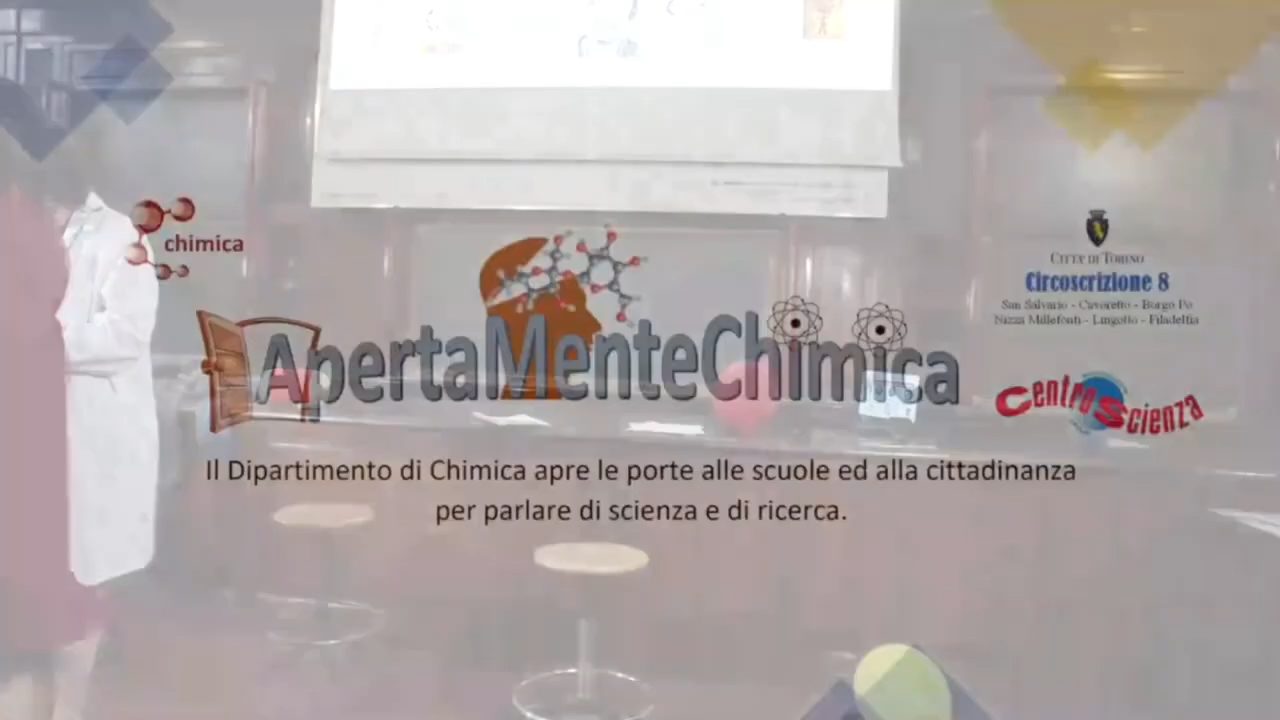 chimica
CITTA' DI TORINO
Circoscrizione 8
San Salvario - Cavoretto - Borgo Po
Nizza Millefonti - Lingotto - Filadelfia
ApertaMenteChimica
CentroScienza
Il Dipartimento di Chimica apre le porte alle scuole ed alla cittadinanza
per parlare di scienza e di ricerca.